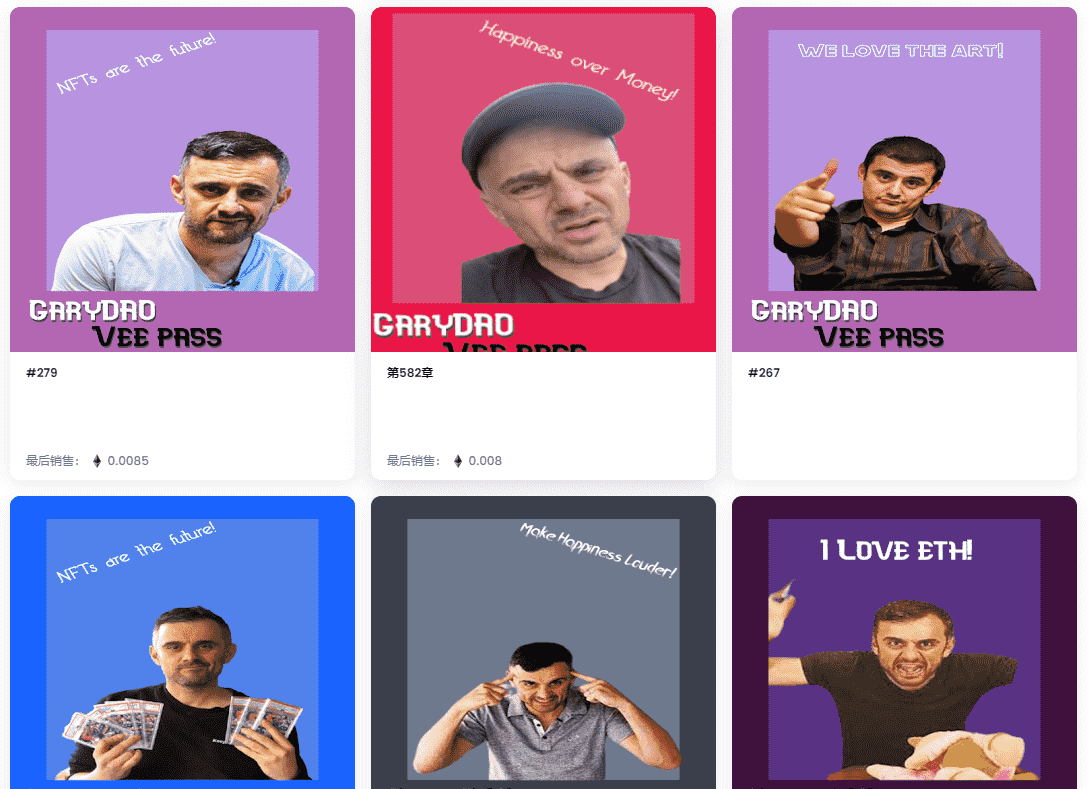 NFTs are the future!
GARYDAO
VEE PASS
#279
最后销售： 0.0085
Happiness over Money!
GARYDAO
VEE PASS
第582章
最后销售： 0.008
WE LOVE THE ART!
GARYDAO
VEE PASS
#267
NFTs are the future!
Make Happiness Louder!
I LOVE ETH!